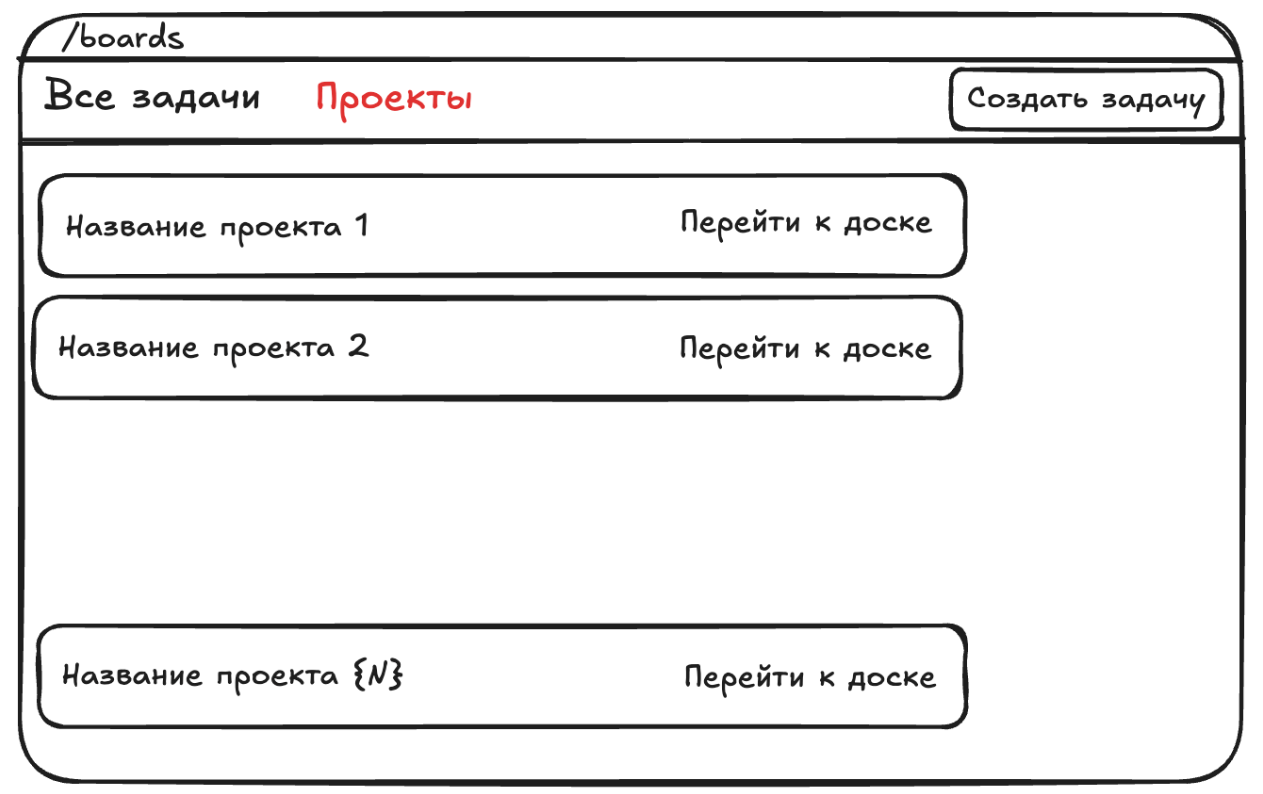 /boards
Все задачи Проекты Создать задачу
Название проекта 1 Перейти к доске
Название проекта 2 Перейти к доске
Название проекта {N} Перейти к доске